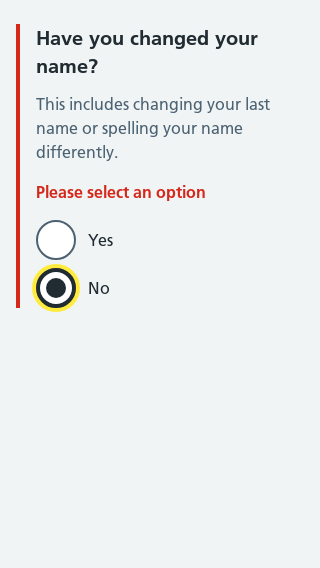 Have you changed your
name?
This includes changing your last
name or spelling your name
differently.
Please select an option
Yes
No